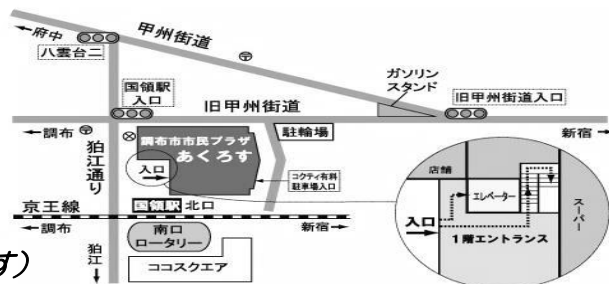 ←府中
甲州街道
八雲台二
国領駅
入口
ガソリン
スタンド
旧甲州街道
旧甲州街道入口
←調布
新宿→
狛江通り
調布市市民プラザ
あくろす
駐輪場
入口
コクティ有料
駐車場入口
京王線
国領駅 北口
←調布
新宿→
南口
ロータリー
狛江
↓
ココスクエア
す)
店舗
エレベーター
スーパー
入口
→
1階エントランス